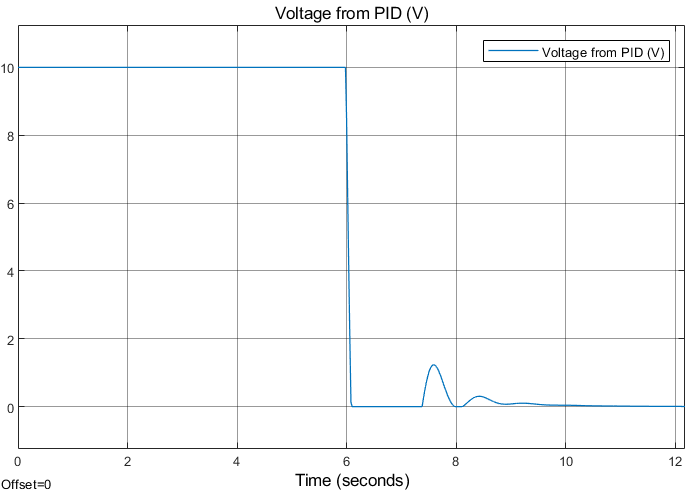 Voltage from PID (V)
Voltage from PID (V)
10
8
6
4
2
0
0 2 4 6 8 10 12
Time (seconds)
Offset=0